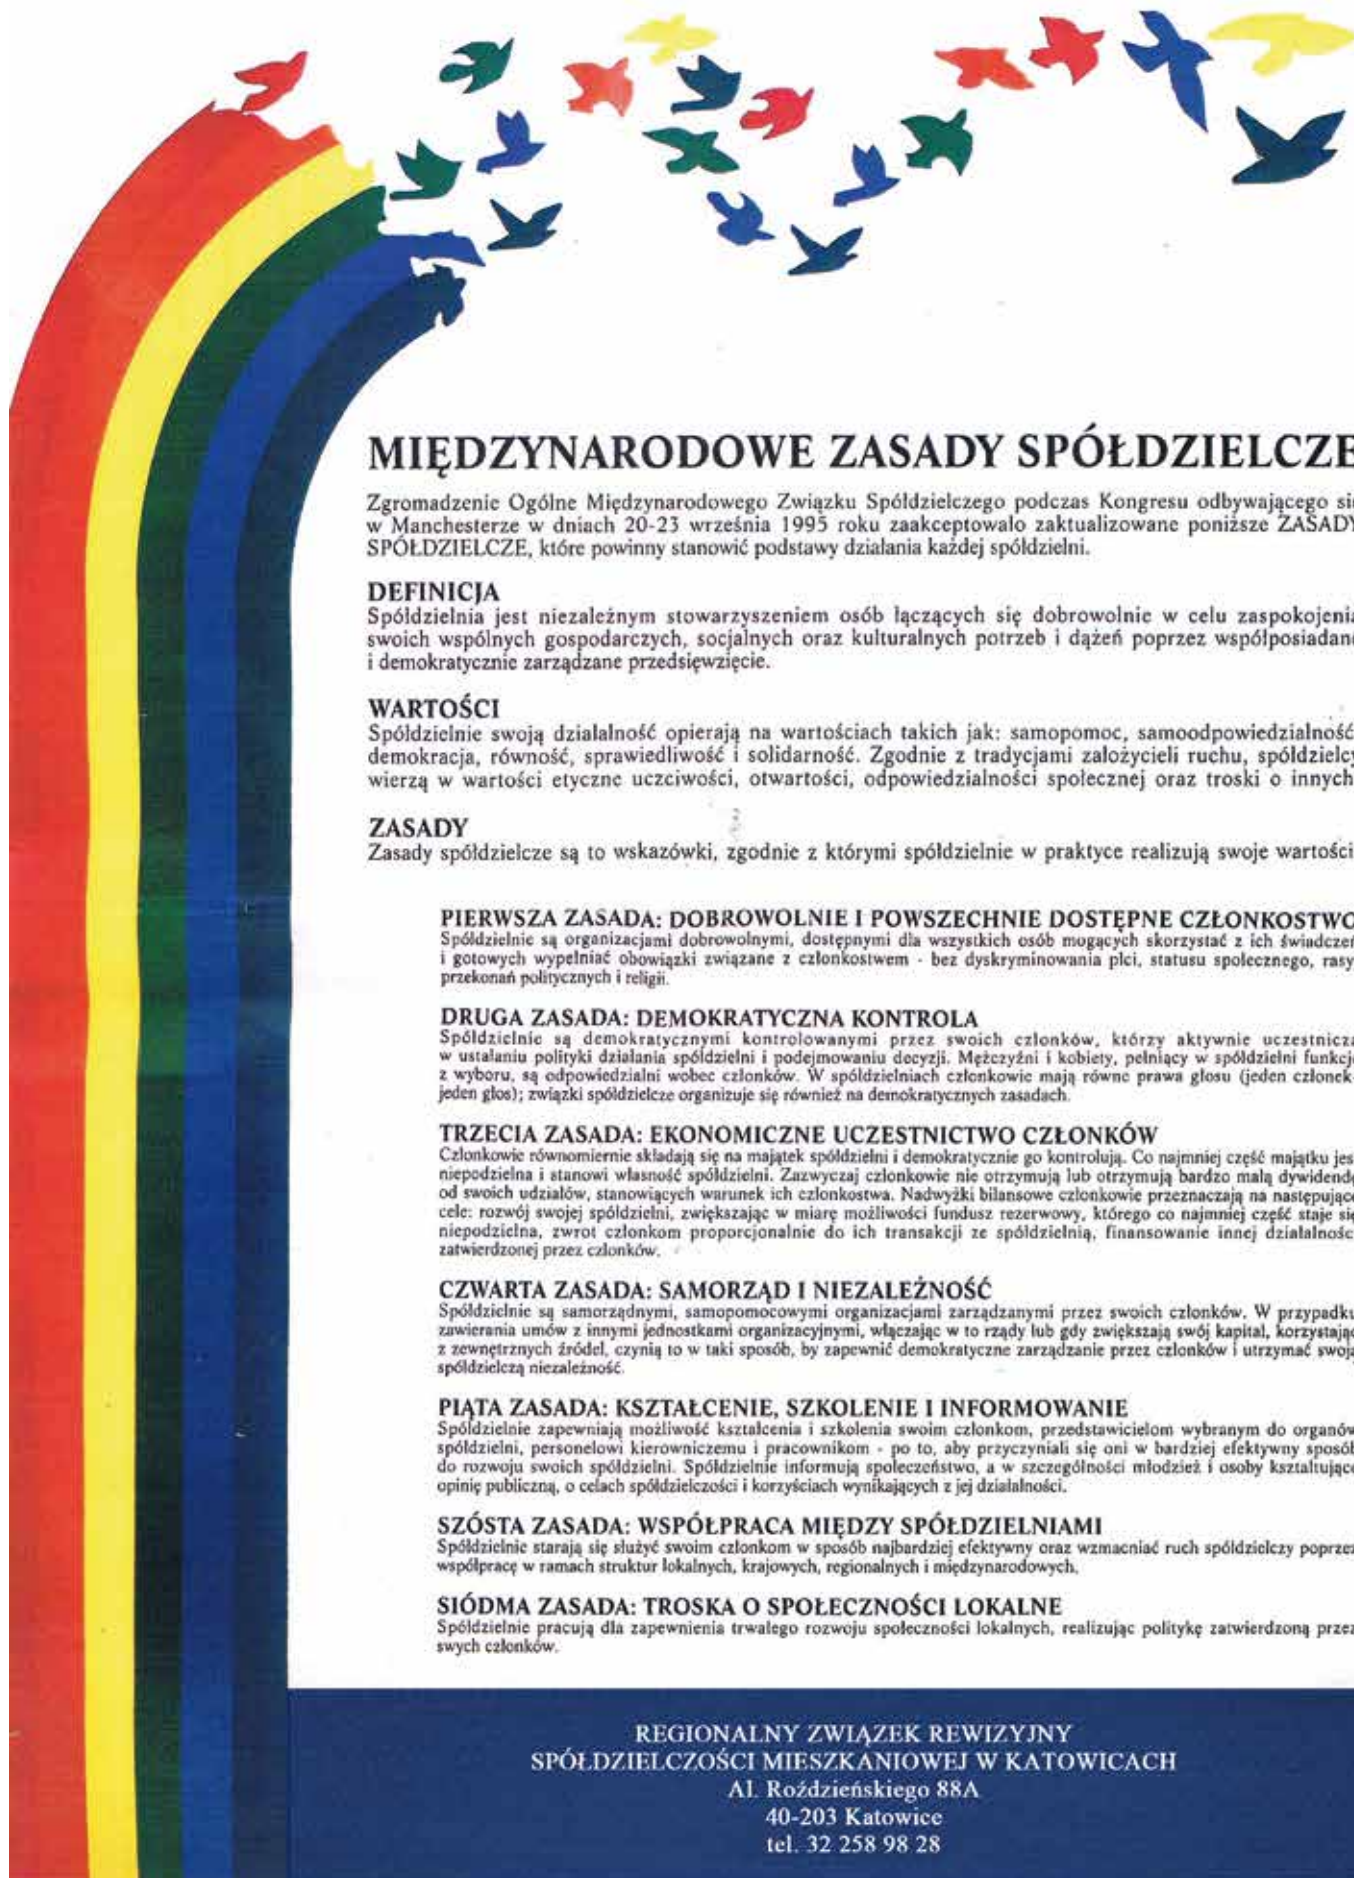 MIĘDZYNARODOWE ZASADY SPÓŁDZIELCZE
Zgromadzenie Ogólne Międzynarodowego Związku Spółdzielczego podczas Kongresu odbywającego się
w Manchesterze w dniach 20-23 września 1995 roku zaakceptowało zaktualizowane poniższe ZASADY
SPÓŁDZIELCZE, które powinny stanowić podstawy działania każdej spółdzielni.
DEFINICJA
Spółdzielnia jest niezależnym stowarzyszeniem osób łączących się dobrowolnie w celu zaspokojenia
swoich wspólnych gospodarczych, socjalnych oraz kulturalnych potrzeb i dążeń poprzez współposiadane
i demokratycznie zarządzane przedsięwzięcie.
WARTOŚCI
Spółdzielnie swoją działalność opierają na wartościach takich jak: samopomoc, samoodpowiedzialność,
demokracja, równość, sprawiedliwość i solidarność. Zgodnie z tradycjami założycieli ruchu, spółdzielcy
wierzą w wartości etyczne uczciwości, otwartości, odpowiedzialności społecznej oraz troski o innych.
ZASADY
Zasady spółdzielcze są to wskazówki, zgodnie z którymi spółdzielnie w praktyce realizują swoje wartości.
PIERWSZA ZASADA: DOBROWOLNIE I POWSZECHNIE DOSTĘPNE CZŁONKOSTWO
Spółdzielnie są organizacjami dobrowolnymi, dostępnymi dla wszystkich osób mogących skorzystać z ich świadczeń
i gotowych wypełniać obowiązki związane z członkostwem - bez dyskryminowania płci, statusu społecznego, rasy,
przekonań politycznych i religii.
DRUGA ZASADA: DEMOKRATYCZNA KONTROLA
Spółdzielnie są demokratycznymi kontrolowanymi przez swoich członków, którzy aktywnie uczestniczą
w ustalaniu polityki działania spółdzielni i podejmowaniu decyzji. Mężczyźni i kobiety, pełniący w spółdzielni funkcje
z wyboru, są odpowiedzialni wobec członków. W spółdzielniach członkowie mają równe prawa głosu (jeden członek-
jeden głos); związki spółdzielcze organizuje się również na demokratycznych zasadach.
TRZECIA ZASADA: EKONOMICZNE UCZESTNICTWO CZŁONKÓW
Członkowie równomiernie składają się na majątek spółdzielni i demokratycznie go kontrolują. Co najmniej część majątku jest
niepodzielna i stanowi własność spółdzielni. Zazwyczaj członkowie nie otrzymują lub otrzymują bardzo małą dywidendę
od swoich udziałów, stanowiących warunek ich członkostwa. Nadwyżki bilansowe członkowie przeznaczają na następujące
cele: rozwój swojej spółdzielni, zwiększając w miarę możliwości fundusz rezerwowy, którego co najmniej część staje się
niepodzielna, zwrot członkom proporcjonalnie do ich transakcji ze spółdzielnią, finansowanie innej działalności
zatwierdzonej przez członków.
CZWARTA ZASADA: SAMORZĄD I NIEZALEŻNOŚĆ
Spółdzielnie są samorządnymi, samopomocowymi organizacjami zarządzanymi przez swoich członków. W przypadku
zawierania umów z innymi jednostkami organizacyjnymi, włączając w to rządy lub gdy zwiększają swój kapitał, korzystając
z zewnętrznych źródeł, czynią to w taki sposób, by zapewnić demokratyczne zarządzanie przez członków i utrzymać swoją
spółdzielczą niezależność.
PIĄTA ZASADA: KSZTAŁCENIE, SZKOLENIE I INFORMOWANIE
Spółdzielnie zapewniają możliwość kształcenia i szkolenia swoim członkom, przedstawicielom wybranym do organów
spółdzielni, personelowi kierowniczemu i pracownikom - po to, aby przyczyniali się oni w bardziej efektywny sposób
do rozwoju swoich spółdzielni. Spółdzielnie informują społeczeństwo, a w szczególności młodzież i osoby kształtujące
opinię publiczną, o celach spółdzielczości i korzyściach wynikających z jej działalności.
SZÓSTA ZASADA: WSPÓŁPRACA MIĘDZY SPÓŁDZIELNIAMI
Spółdzielnie starają się służyć swoim członkom w sposób najbardziej efektywny oraz wzmacniać ruch spółdzielczy poprzez
współpracę w ramach struktur lokalnych, krajowych, regionalnych i międzynarodowych.
SIÓDMA ZASADA: TROSKA O SPOŁECZNOŚCI LOKALNE
Spółdzielnie pracują dla zapewnienia trwałego rozwoju społeczności lokalnych, realizując politykę zatwierdzoną przez
swych członków.
REGIONALNY ZWIĄZEK REWIZYJNY
SPÓŁDZIELCZOŚCI MIESZKANIOWEJ W KATOWICACH
Al. Roździeńskiego 88A
40-203 Katowice
tel. 32 258 98 28